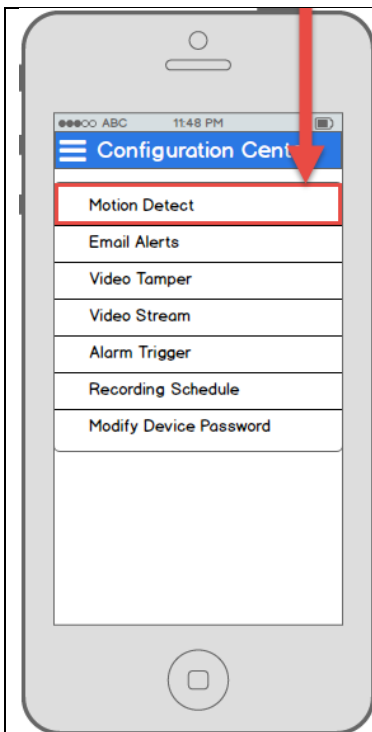 ABC 11:48 PM
Configuration Cent
Motion Detect
Email Alerts
Video Tamper
Video Stream
Alarm Trigger
Recording Schedule
Modify Device Password